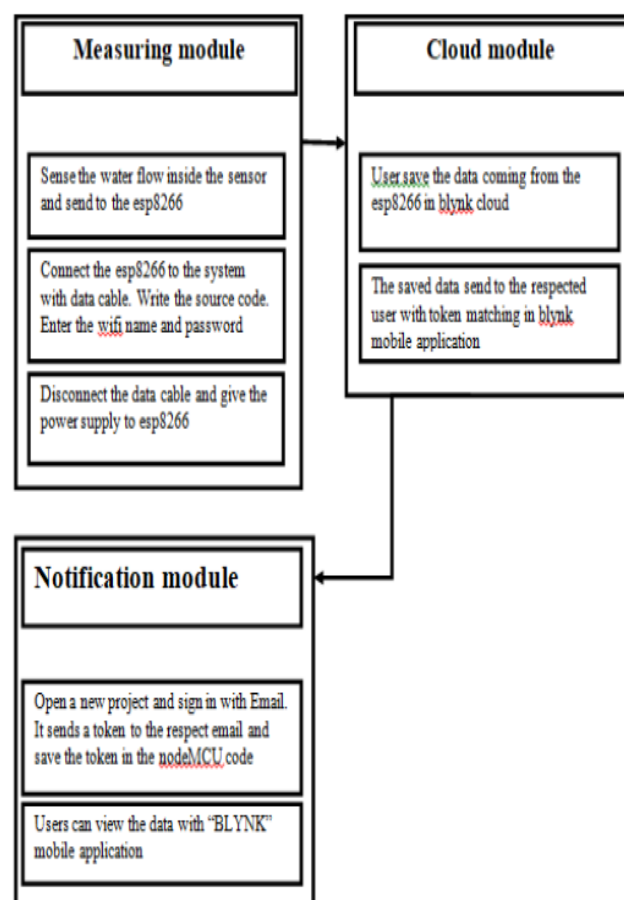 Measuring module
Sense the water flow inside the sensor
and send to the esp8266
Connect the esp8266 to the system
with data cable. Write the source code.
Enter the wifi name and password
Disconnect the data cable and give the
power supply to esp8266
Cloud module
User save the data coming from the
esp8266 in blynk cloud
The saved data send to the respected
user with token matching in blynk
mobile application
Notification module
Open a new project and sign in with Email.
It sends a token to the respect email and
save the token in the nodeMCU code
Users can view the data with “BLYNK”
mobile application